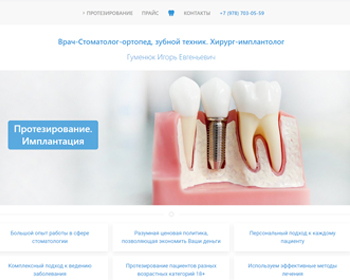 + ПРОТЕЗИРОВАНИЕ ПРАЙС КОНТАКТЫ +7 (978) 703-05-59
Врач-Стоматолог-ортопед, зубной техник. Хирург-имплантолог
Гуменюк Игорь Евгеньевич
Протезирование.
Имплантация
Большой опыт работы в сфере
стоматологии
Разумная ценовая политика,
позволяющая экономить Ваши деньги
Персональный подход к каждому
пациенту
Комплексный подход к ведению
заболевания
Протезирование пациентов разных
возрастных категорий 18+
Используем эффективные методы
лечения